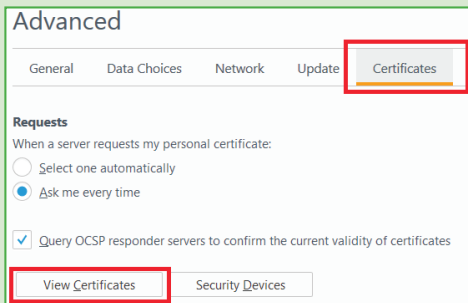 Advanced
General Data Choices Network Update Certificates
Requests
When a server requests my personal certificate:
Select one automatically
Ask me every time
Query OCSP responder servers to confirm the current validity of certificates
View Certificates Security Devices